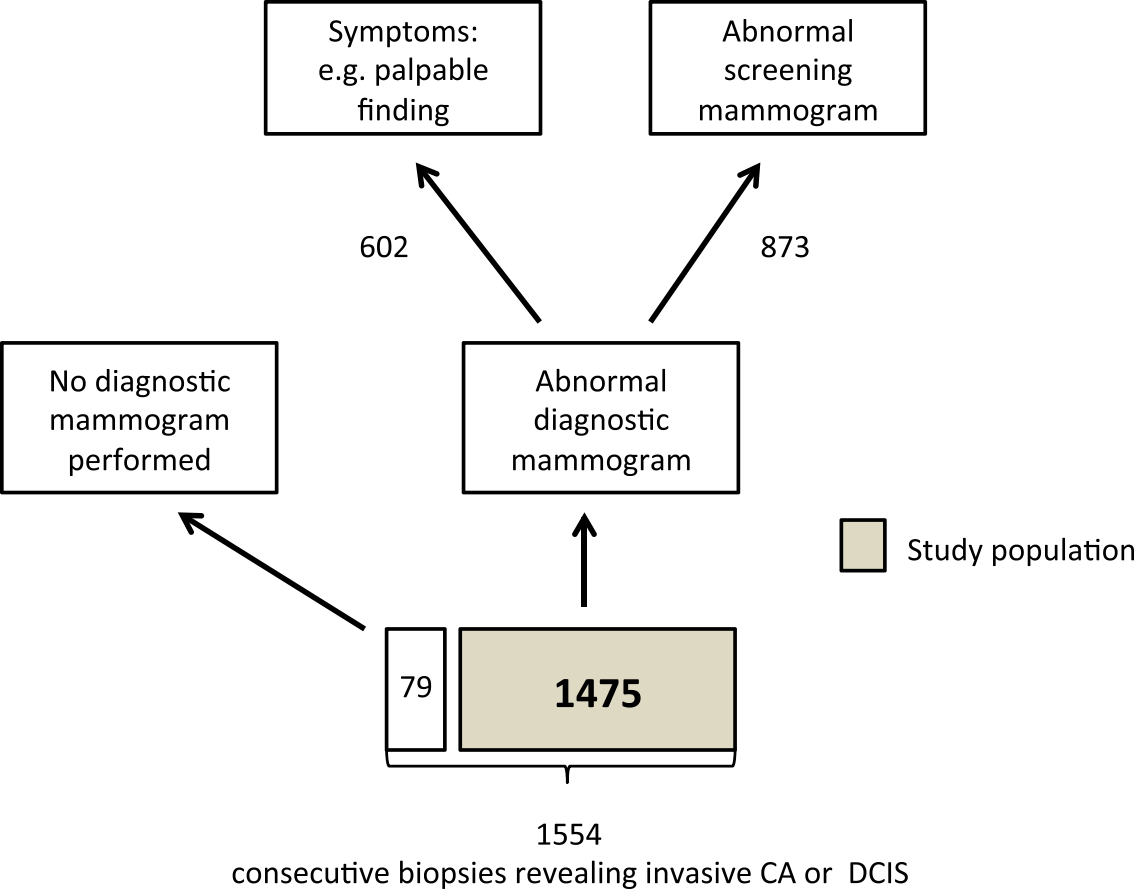 Symptoms:
e.g. palpable
finding
Abnormal
screening
mammogram
602
873
No diagnostic
mammogram
performed
Abnormal
diagnostic
mammogram
Study population
79
1475
1554
consecutive biopsies revealing invasive CA or DCIS